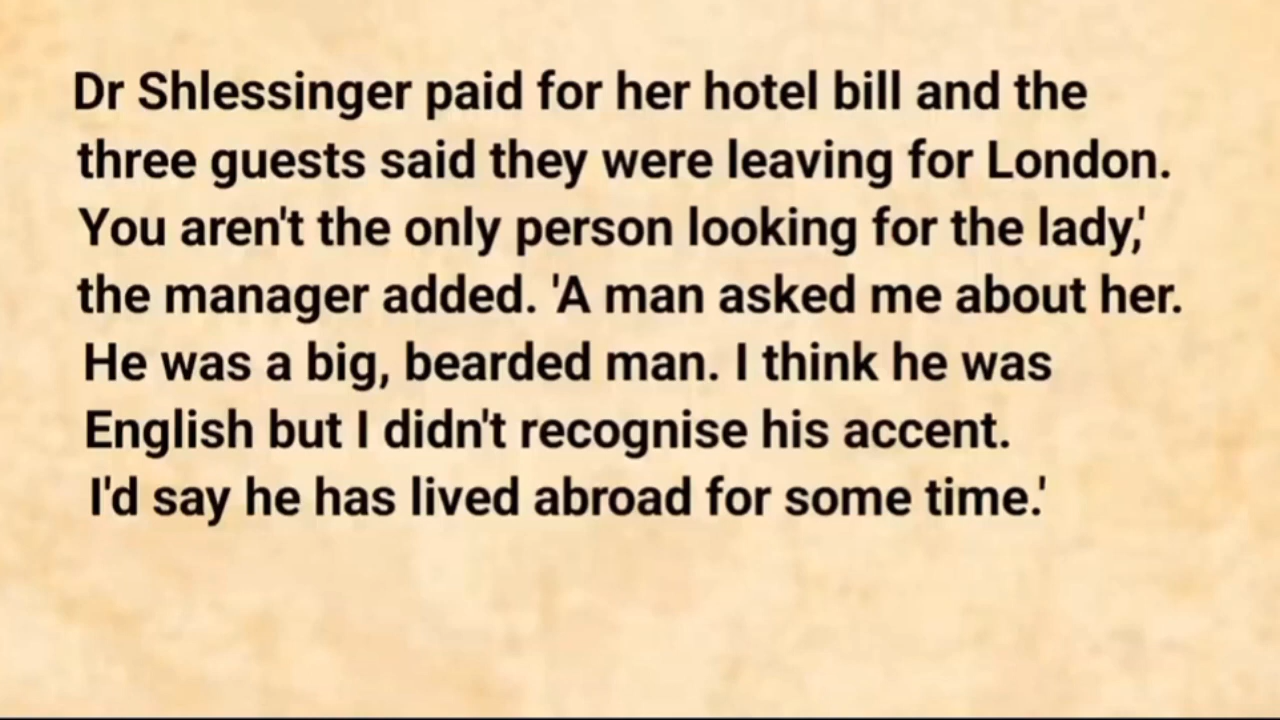 Dr Shlessinger paid for her hotel bill and the
three guests said they were leaving for London.
You aren't the only person looking for the lady,'
the manager added. 'A man asked me about her.
He was a big, bearded man. I think he was
English but I didn't recognise his accent.
I'd say he has lived abroad for some time.'